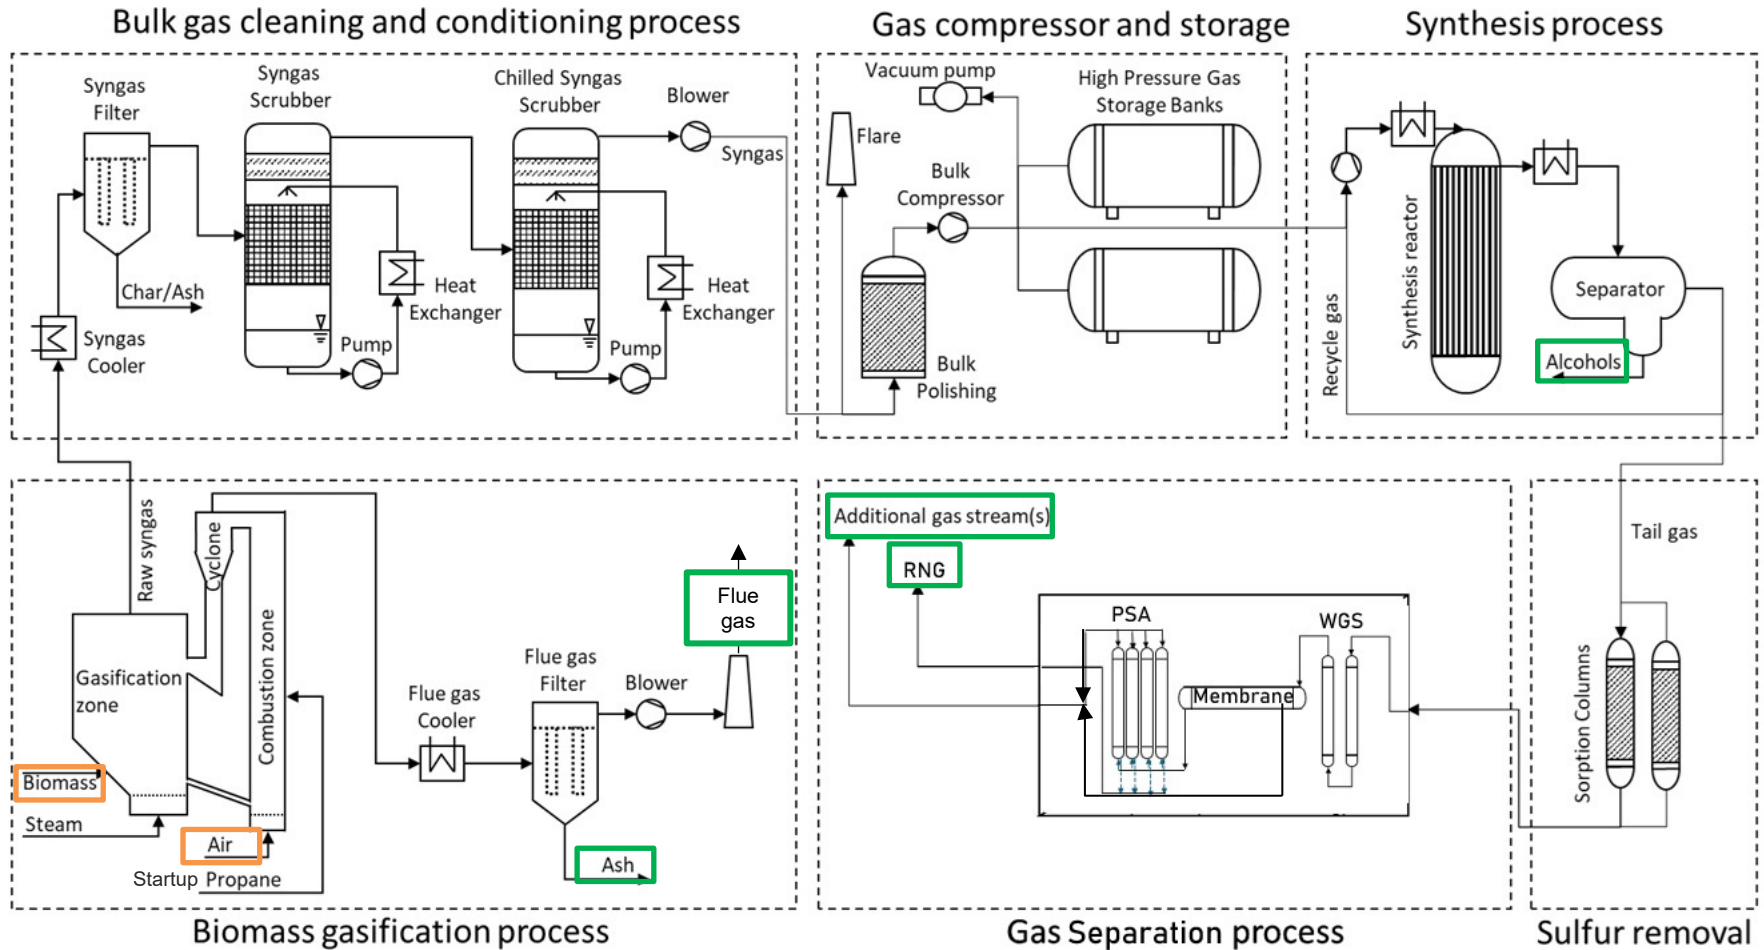 Bulk gas cleaning and conditioning process
Gas compressor and storage
Synthesis process
Syngas
Filter
Syngas
Scrubber
Chilled Syngas
Scrubber
Blower
Syngas
Char/Ash
Syngas
Cooler
Heat
Exchanger
Pump
Heat
Exchanger
Pump
Vacuum pump
High Pressure Gas
Storage Banks
Flare
Bulk
Compressor
Bulk
Polishing
Recycle gas
Synthesis reactor
Separator
Alcohols
Raw syngas
Cyclone
Combustion zone
Gasification
zone
Biomass
Steam
Air
Startup Propane
Flue gas
Cooler
Flue gas
Filter
Blower
Flue
gas
Ash
Additional gas stream(s)
RNG
PSA
WGS
Membrane
Tail gas
Sorption Columns
Biomass gasification process
Gas Separation process
Sulfur removal